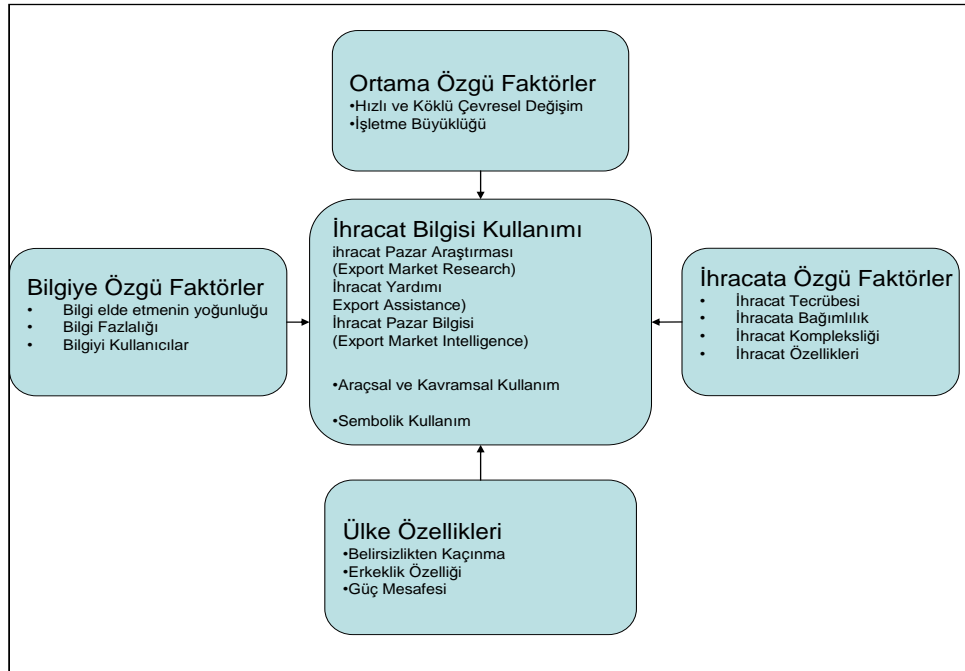 Ortama Özgü Faktörler
•Hızlı ve Köklü Çevresel Değişim
•İşletme Büyüklüğü
İhracat Bilgisi Kullanımı
ihracat Pazar Araştırması
(Export Market Research)
İhracat Yardımı
Export Assistance)
İhracat Pazar Bilgisi
(Export Market Intelligence)
•Araçsal ve Kavramsal Kullanım
•Sembolik Kullanım
Bilgiye Özgü Faktörler
• Bilgi elde etmenin yoğunluğu
• Bilgi Fazlalığı
• Bilgiyi Kullanıcılar
İhracata Özgü Faktörler
• İhracat Tecrübesi
• İhracata Bağımlılık
• İhracat Kompleksliği
• İhracat Özellikleri
Ülke Özellikleri
•Belirsizlikten Kaçınma
•Erkeklik Özelliği
•Güç Mesafesi